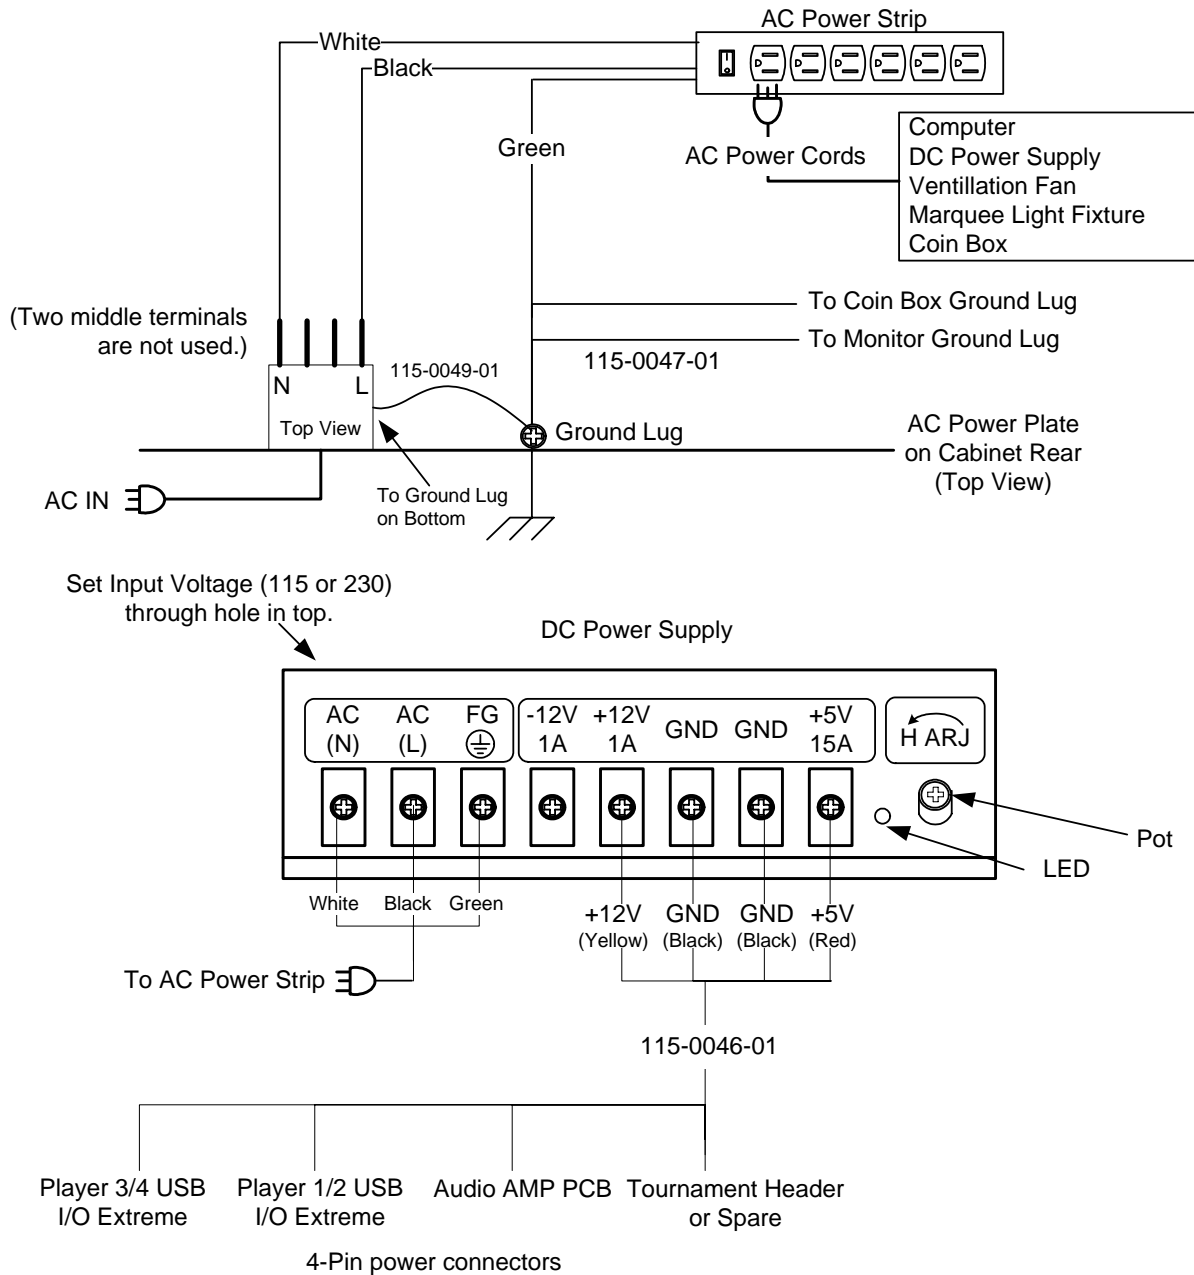 AC Power Strip
White
Black
Green
AC Power Cords
Computer
DC Power Supply
Ventillation Fan
Marquee Light Fixture
Coin Box
(Two middle terminals
are not used.)
To Coin Box Ground Lug
To Monitor Ground Lug
115-0047-01
115-0049-01
N
L
Top View
Ground Lug
AC Power Plate
on Cabinet Rear
(Top View)
AC IN
To Ground Lug
on Bottom
Set Input Voltage (115 or 230)
through hole in top.
DC Power Supply
AC
(N)
AC
(L)
FG
-12V
1A
+12V
1A
GND
GND
+5V
15A
H ARJ
Pot
LED
White
Black
Green
+12V
(Yellow)
GND
(Black)
GND
(Black)
+5V
(Red)
To AC Power Strip
115-0046-01
Player 3/4 USB
I/O Extreme
Player 1/2 USB
I/O Extreme
Audio AMP PCB
Tournament Header
or Spare
4-Pin power connectors